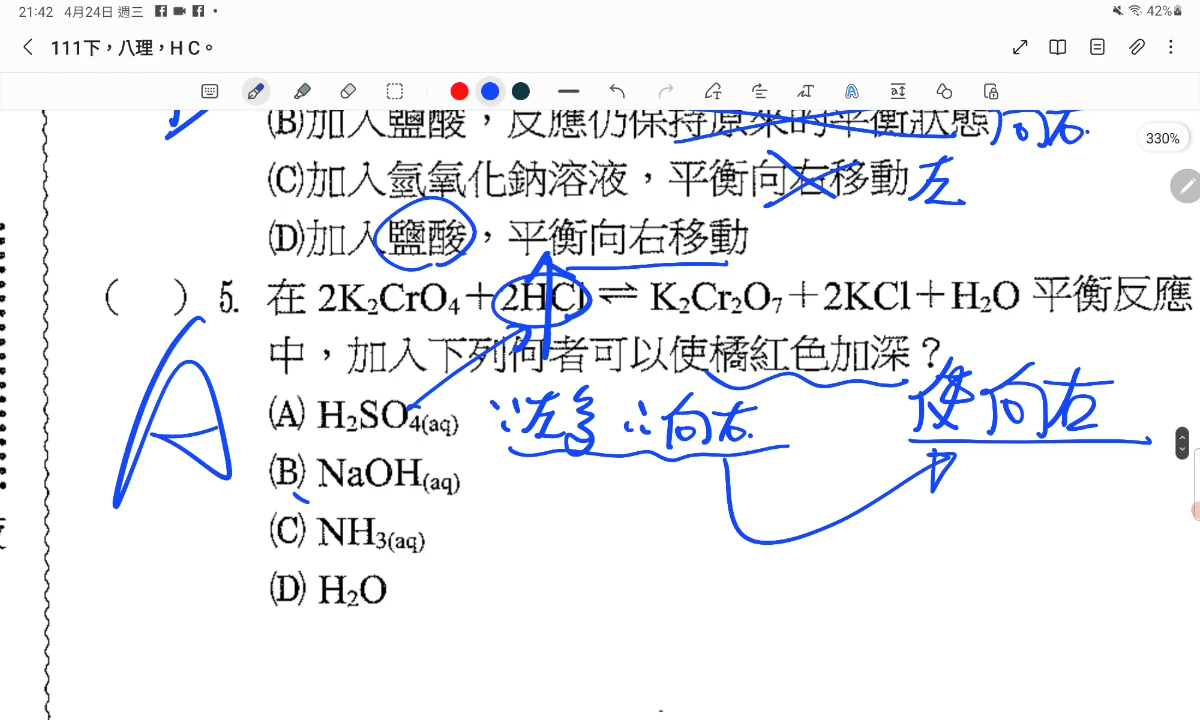 21:42 4月24日 週三 42%
111下,八理,H C。
330%
(B)加入鹽酸,反應仍保持原來的平衡狀態 向右.
(C)加入氫氧化鈉溶液,平衡向右移動 左
(D)加入鹽酸,平衡向右移動
( ) 5. 在 2K₂CrO₄+2HCl⇌K₂Cr₂O₇+2KCl+H₂O 平衡反應
中,加入下列何者可以使橘紅色加深?
A
(A) H₂SO₄(aq) ∵左多 ∴向右. 使向右
(B) NaOH(aq)
(C) NH₃(aq)
(D) H₂O